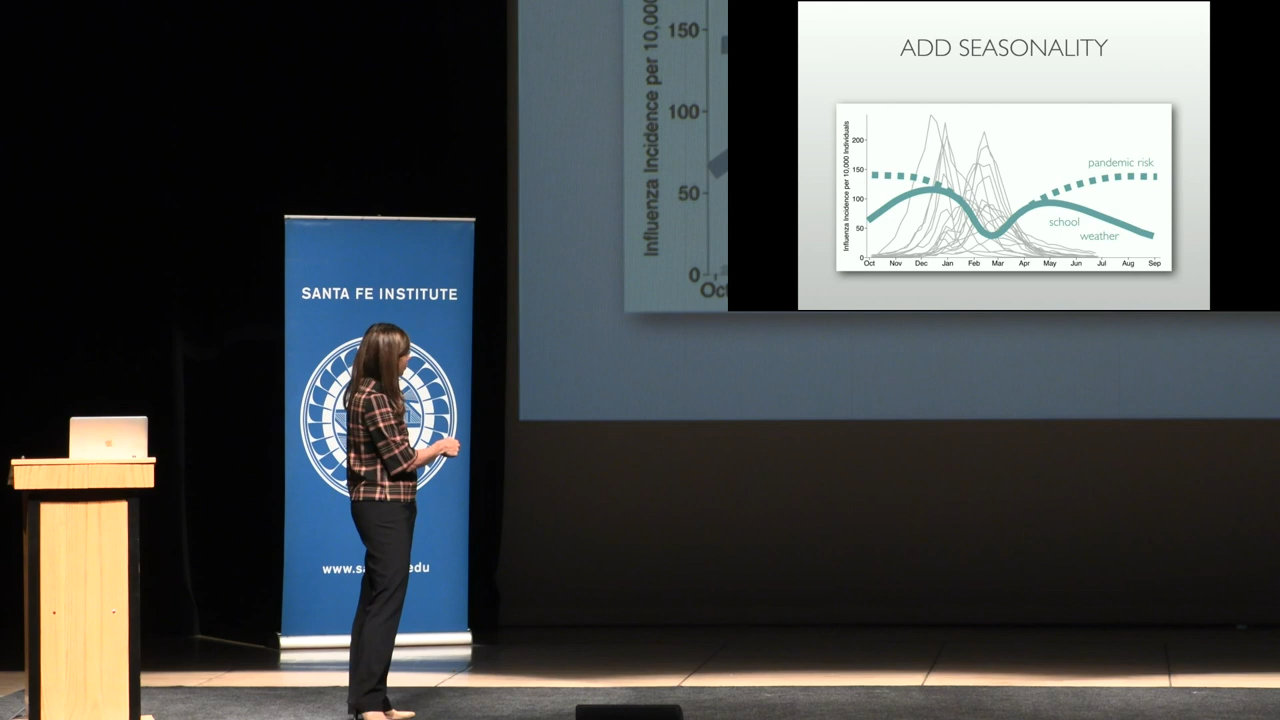 ADD SEASONALITY
Influenza Incidence per 10,000 Individuals
200
150
100
50
0
Oct Nov Dec Jan Feb Mar Apr May Jun Jul Aug Sep
pandemic risk
school
weather
Influenza Incidence per 10,000
150
100
50
0
Oct
SANTA FE INSTITUTE
www.sa edu